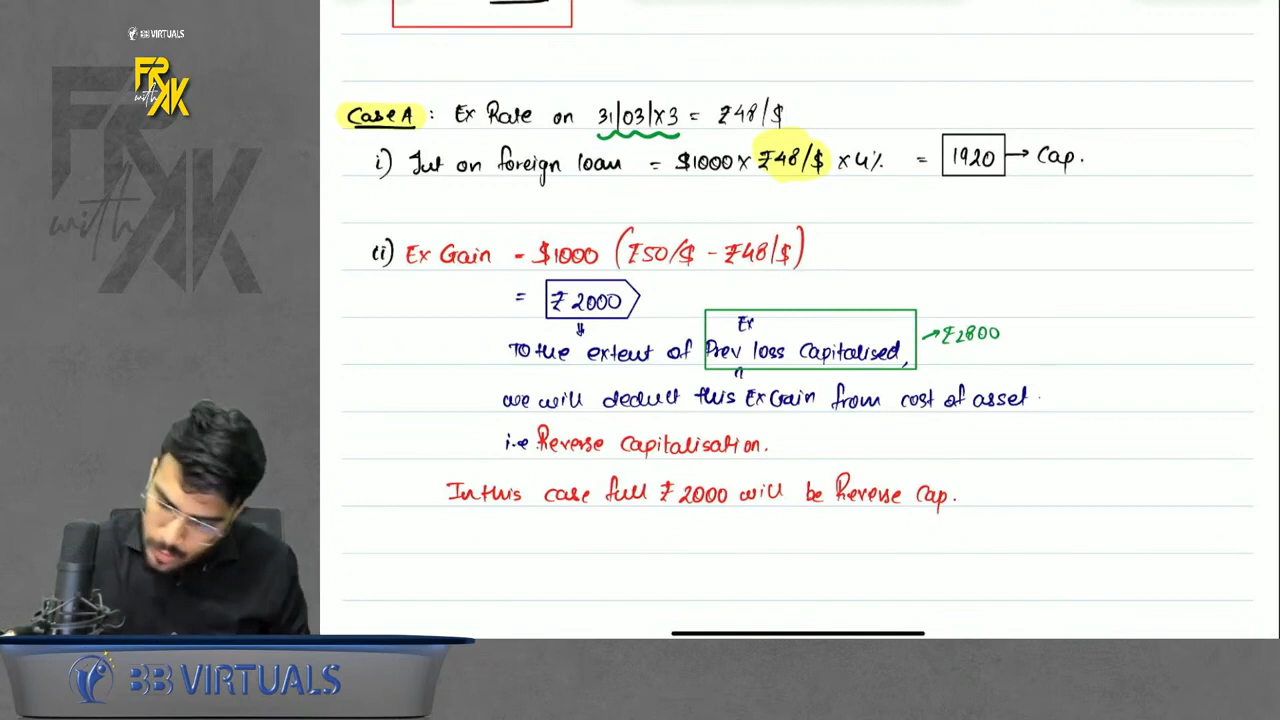 BB VIRTUALS
FR
with
KK
Case A : Ex Rate on 31/03/x3 = ₹48/$
i) Int on foreign loan = $1000 x ₹48/$ x 4% = 1920 → Cap.
(i) Ex Gain = $1000 (₹50/$ - ₹48/$)
= ₹2000
To the extent of Prev Ex loss capitalised, → ₹2800
we will deduct this Ex Gain from cost of asset.
i.e Reverse capitalisation.
In this case full ₹2000 will be Reverse Cap.
BB VIRTUALS